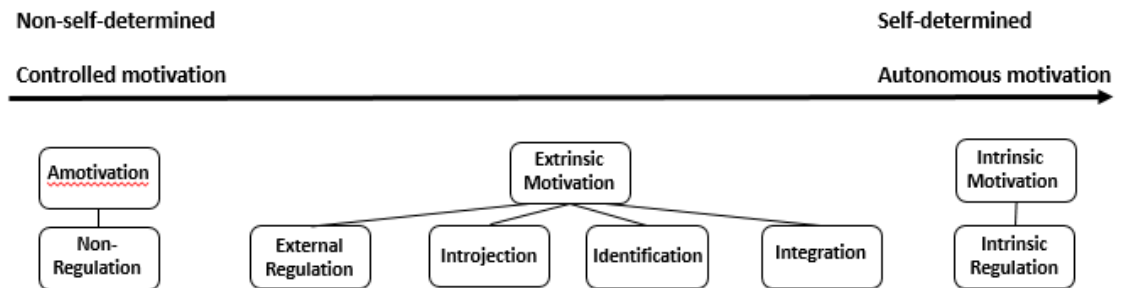 Non-self-determined
Self-determined
Controlled motivation
Autonomous motivation
Amotivation
Extrinsic
Motivation
Intrinsic
Motivation
Non-
Regulation
External
Regulation
Introjection
Identification
Integration
Intrinsic
Regulation